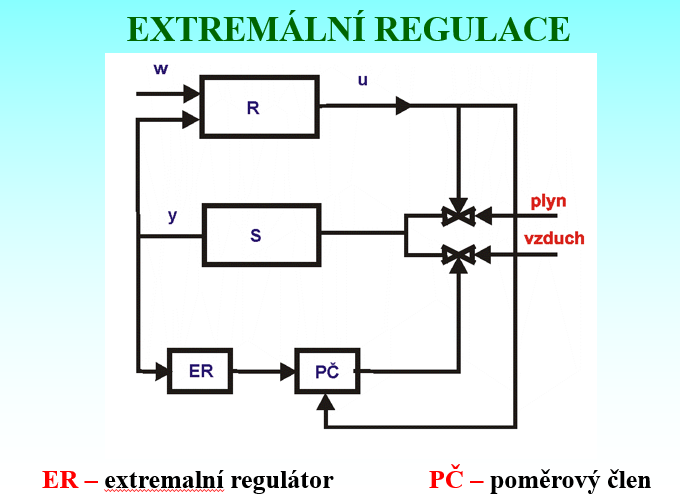 EXTREMÁLNÍ REGULACE
w
u
R
plyn
y
S
vzduch
ER
PČ
ER – extremalní regulátor
PČ – poměrový člen